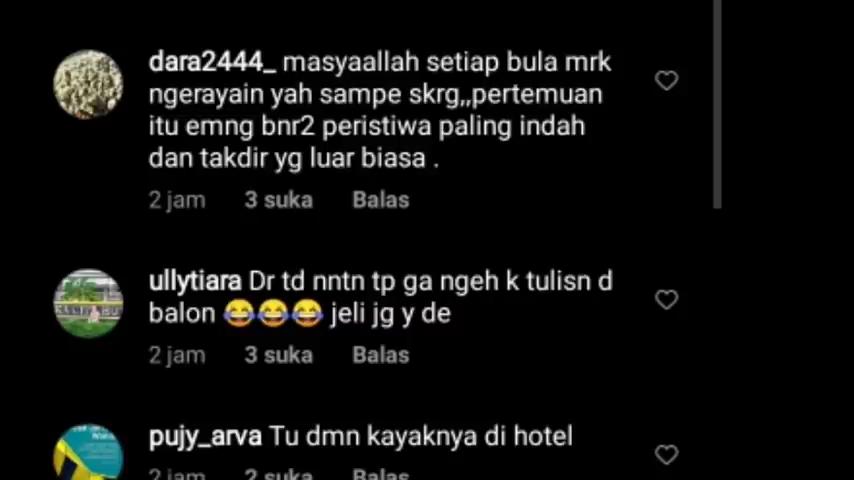 dara2444_ masyaallah setiap bula mrk
ngerayain yah sampe skrg,,pertemuan
itu emng bnr2 peristiwa paling indah
dan takdir yg luar biasa .
2 jam 3 suka Balas
ullytiara Dr td nntn tp ga ngeh k tulisn d
balon 😂😂😂 jeli jg y de
2 jam 3 suka Balas
pujy_arva Tu dmn kayaknya di hotel
2 jam 2 suka Balas